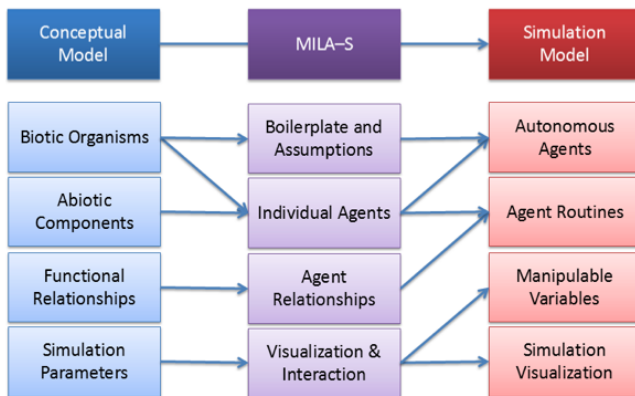 Conceptual
Model
MILA–S
Simulation
Model
Biotic Organisms
Boilerplate and
Assumptions
Autonomous
Agents
Abiotic
Components
Individual Agents
Agent Routines
Functional
Relationships
Agent
Relationships
Manipulable
Variables
Simulation
Parameters
Visualization &
Interaction
Simulation
Visualization